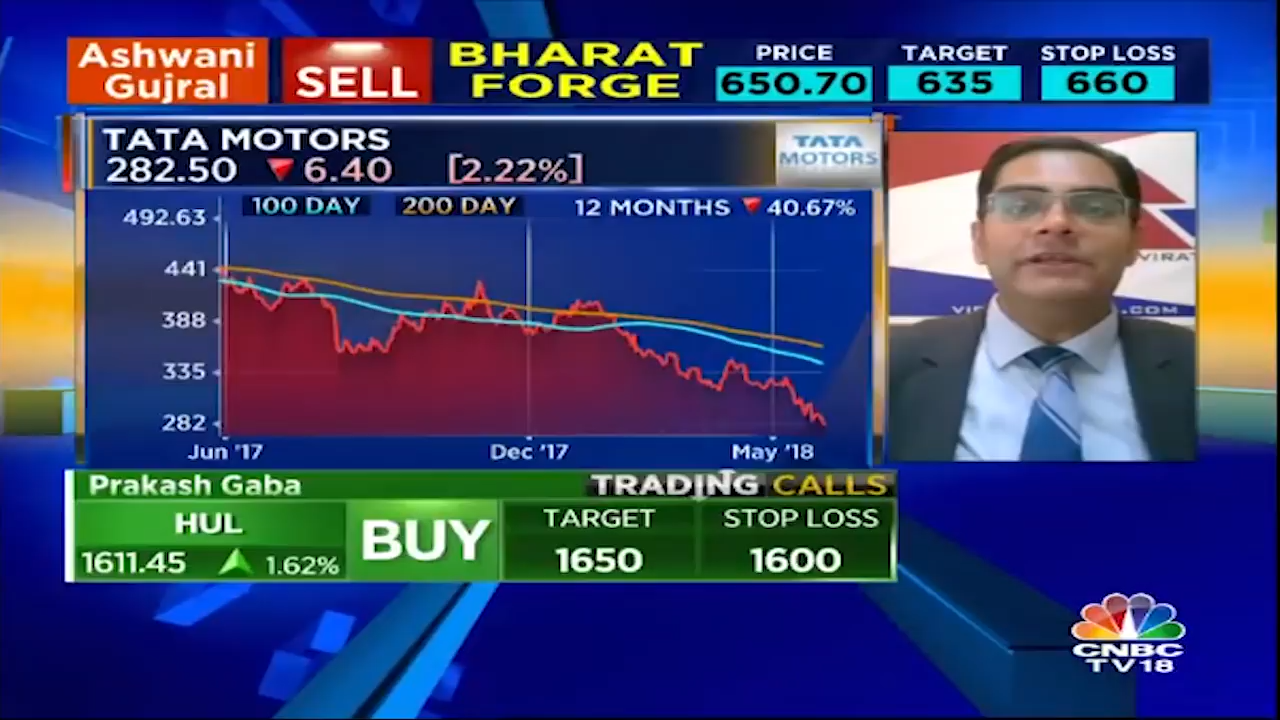 Ashwani
Gujral
SELL
BHARAT
FORGE
PRICE
650.70
TARGET
635
STOP LOSS
660
TATA MOTORS
282.50 ▼ 6.40 [2.22%]
TATA
MOTORS
100 DAY 200 DAY 12 MONTHS ▼ 40.67%
492.63
441
388
335
282
Jun '17 Dec '17 May '18
.COM
Prakash Gaba
TRADING CALLS
HUL
1611.45 ▲ 1.62%
BUY
TARGET
1650
STOP LOSS
1600
CNBC
TV18